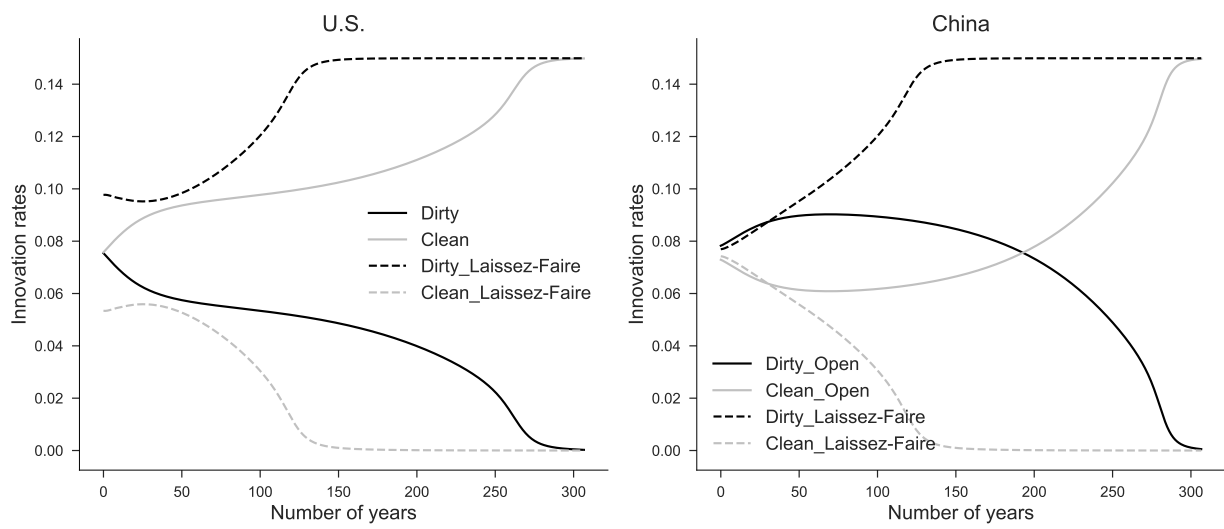 U.S.
Innovation rates
0.14
0.12
0.10
0.08
0.06
0.04
0.02
0.00
0 50 100 150 200 250 300
Number of years
Dirty
Clean
Dirty_Laissez-Faire
Clean_Laissez-Faire
China
Innovation rates
0.14
0.12
0.10
0.08
0.06
0.04
0.02
0.00
0 50 100 150 200 250 300
Number of years
Dirty_Open
Clean_Open
Dirty_Laissez-Faire
Clean_Laissez-Faire